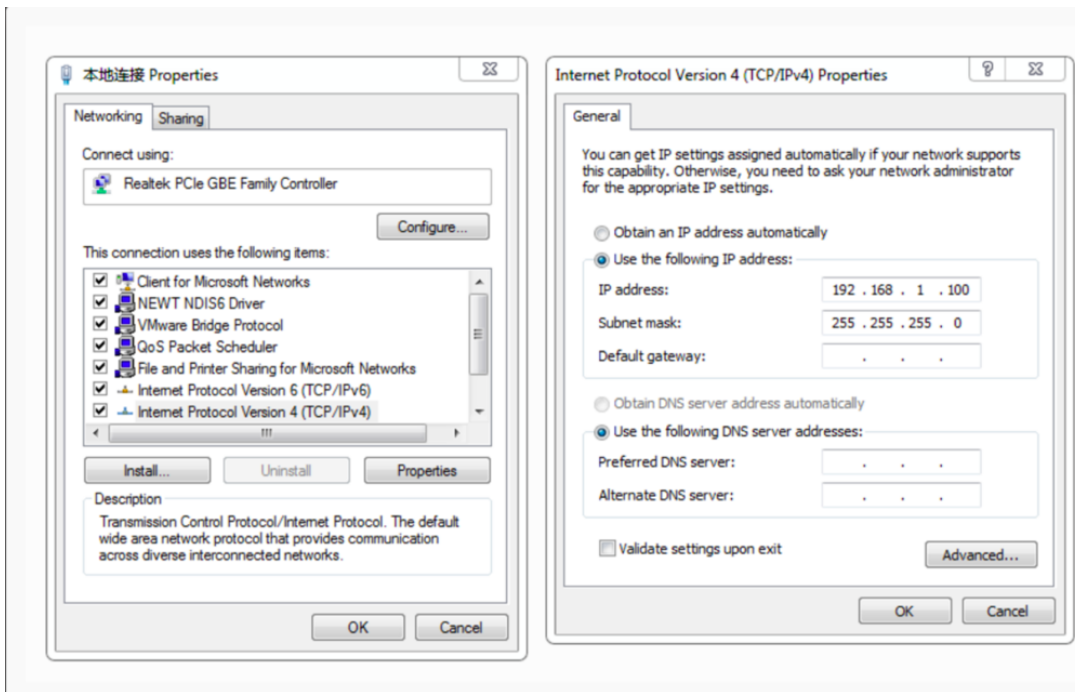 本地连接 Properties
Networking
Sharing
Connect using:
Realtek PCIe GBE Family Controller
Configure...
This connection uses the following items:
Client for Microsoft Networks
NEWT NDIS6 Driver
VMware Bridge Protocol
QoS Packet Scheduler
File and Printer Sharing for Microsoft Networks
Internet Protocol Version 6 (TCP/IPv6)
Internet Protocol Version 4 (TCP/IPv4)
Install...
Uninstall
Properties
Description
Transmission Control Protocol/Internet Protocol. The default
wide area network protocol that provides communication
across diverse interconnected networks.
OK
Cancel
Internet Protocol Version 4 (TCP/IPv4) Properties
General
You can get IP settings assigned automatically if your network supports
this capability. Otherwise, you need to ask your network administrator
for the appropriate IP settings.
Obtain an IP address automatically
Use the following IP address:
IP address: 192 . 168 . 1 . 100
Subnet mask: 255 . 255 . 255 . 0
Default gateway: . . .
Obtain DNS server address automatically
Use the following DNS server addresses:
Preferred DNS server: . . .
Alternate DNS server: . . .
Validate settings upon exit
Advanced...
OK
Cancel